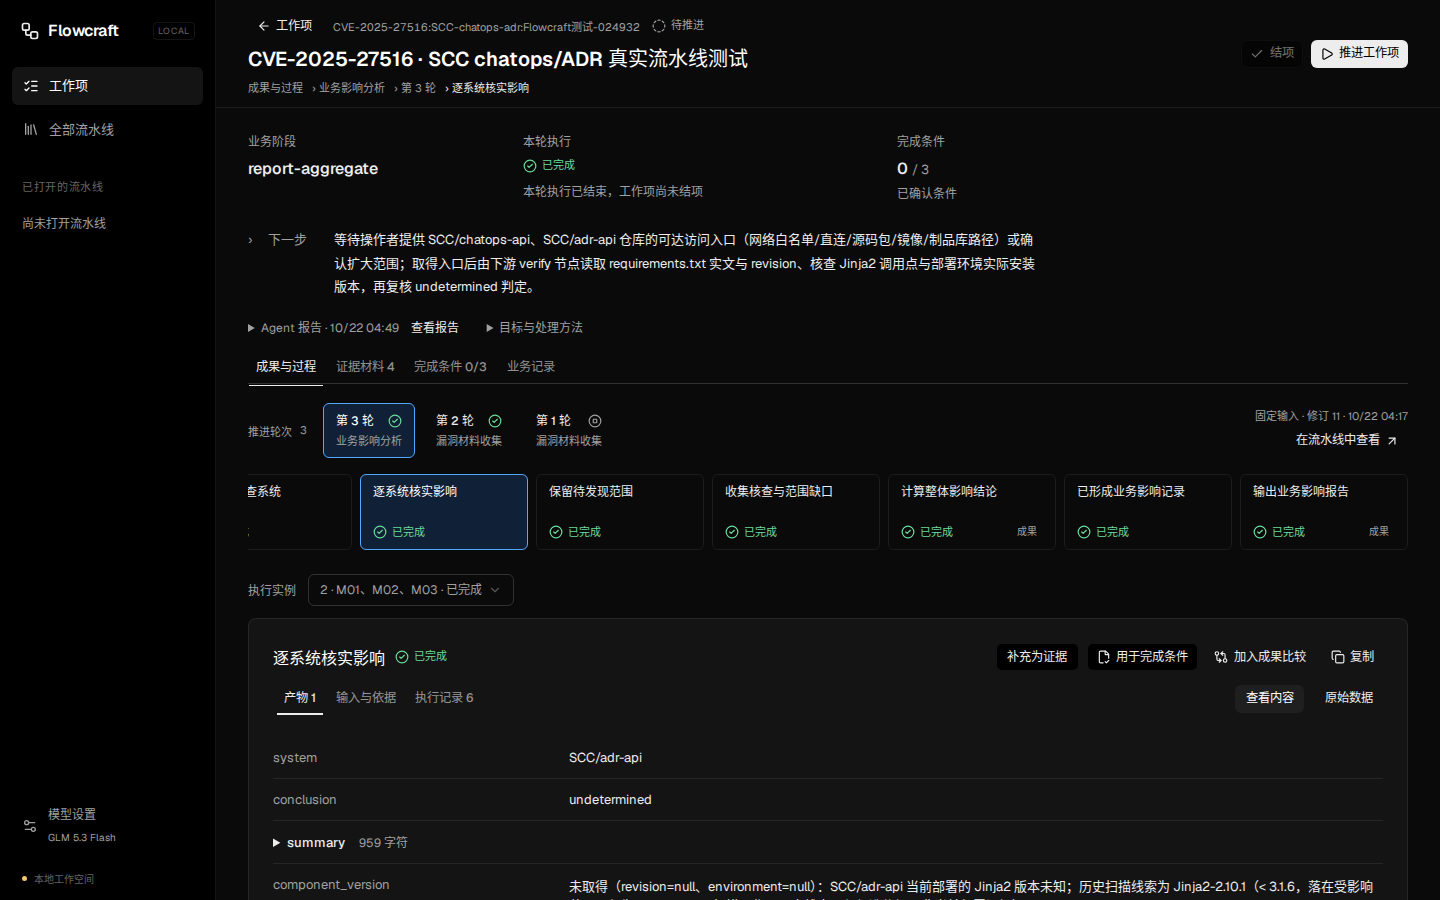 Flowcraft
LOCAL
工作项
全部流水线
已打开的流水线
尚未打开流水线
模型设置
GLM 5.3 Flash
本地工作空间
工作项 CVE-2025-27516:SCC-chatops-adr:Flowcraft测试-024932 待推进
CVE-2025-27516 · SCC chatops/ADR 真实流水线测试
成果与过程 › 业务影响分析 › 第 3 轮 › 逐系统核实影响
结项 推进工作项
业务阶段 本轮执行 完成条件
report-aggregate 已完成 0 / 3
本轮执行已结束，工作项尚未结项 已确认条件
› 下一步 等待操作者提供 SCC/chatops-api、SCC/adr-api 仓库的可达访问入口（网络白名单/直连/源码包/镜像/制品库路径）或确
认扩大范围；取得入口后由下游 verify 节点读取 requirements.txt 实文与 revision、核查 Jinja2 调用点与部署环境实际安装
版本，再复核 undetermined 判定。
Agent 报告 · 10/22 04:49 查看报告 目标与处理方法
成果与过程 证据材料 4 完成条件 0/3 业务记录
推进轮次 3 第 3 轮 第 2 轮 第 1 轮
业务影响分析 漏洞材料收集 漏洞材料收集
固定输入 · 修订 11 · 10/22 04:17
在流水线中查看
查系统 逐系统核实影响 保留待发现范围 收集核查与范围缺口 计算整体影响结论 已形成业务影响记录 输出业务影响报告
已完成 已完成 已完成 已完成 成果 已完成 已完成 成果
执行实例 2 · M01、M02、M03 · 已完成
逐系统核实影响 已完成 补充为证据 用于完成条件 加入成果比较 复制
产物 1 输入与依据 执行记录 6 查看内容 原始数据
system SCC/adr-api
conclusion undetermined
summary 959 字符
component_version 未取得（revision=null、environment=null）：SCC/adr-api 当前部署的 Jinja2 版本未知；历史扫描线索为 Jinja2-2.10.1（< 3.1.6，落在受影响